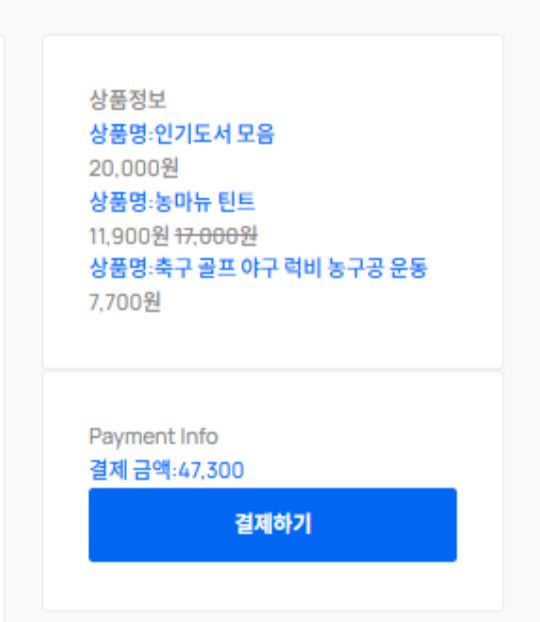 상품정보
상품명:인기도서 모음
20,000원
상품명:농마뉴 틴트
11,900원 17,000원
상품명:축구 골프 야구 럭비 농구공 운동
7,700원
Payment Info
결제 금액:47,300
결제하기